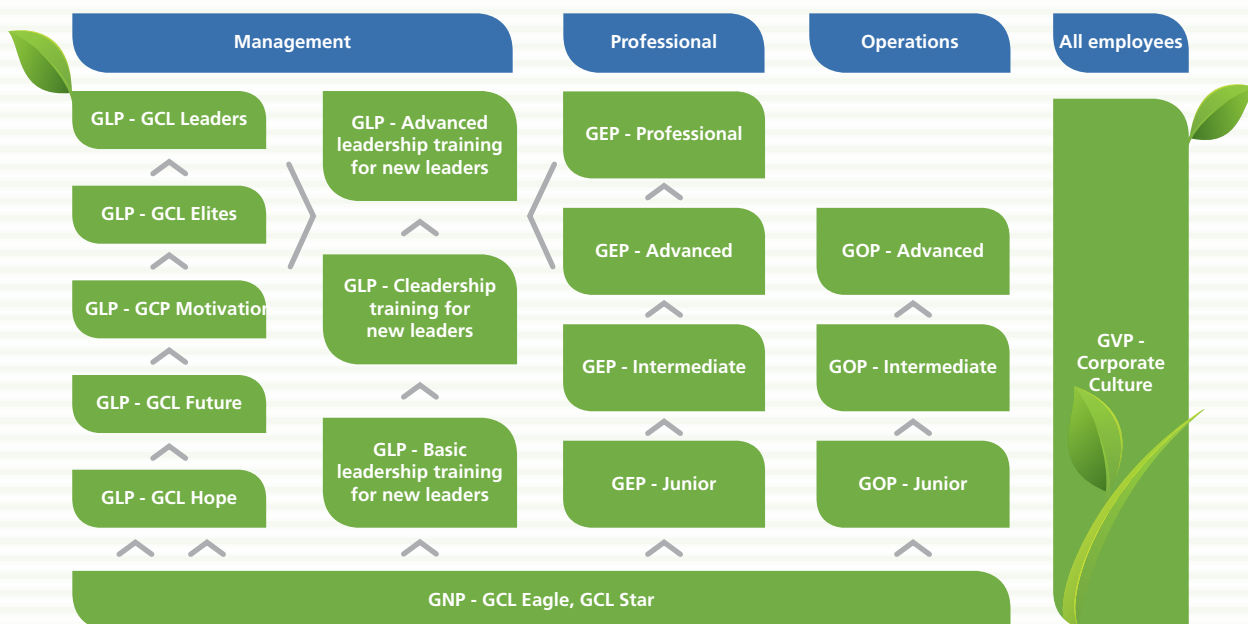 Management
Professional
Operations
All employees
GLP - GCL Leaders
GLP - GCL Elites
GLP - GCP Motivation
GLP - GCL Future
GLP - GCL Hope
GLP - Advanced
leadership training
for new leaders
GLP - Cleadership
training for
new leaders
GLP - Basic
leadership training
for new leaders
GEP - Professional
GEP - Advanced
GEP - Intermediate
GEP - Junior
GOP - Advanced
GOP - Intermediate
GOP - Junior
GVP -
Corporate
Culture
GNP - GCL Eagle, GCL Star